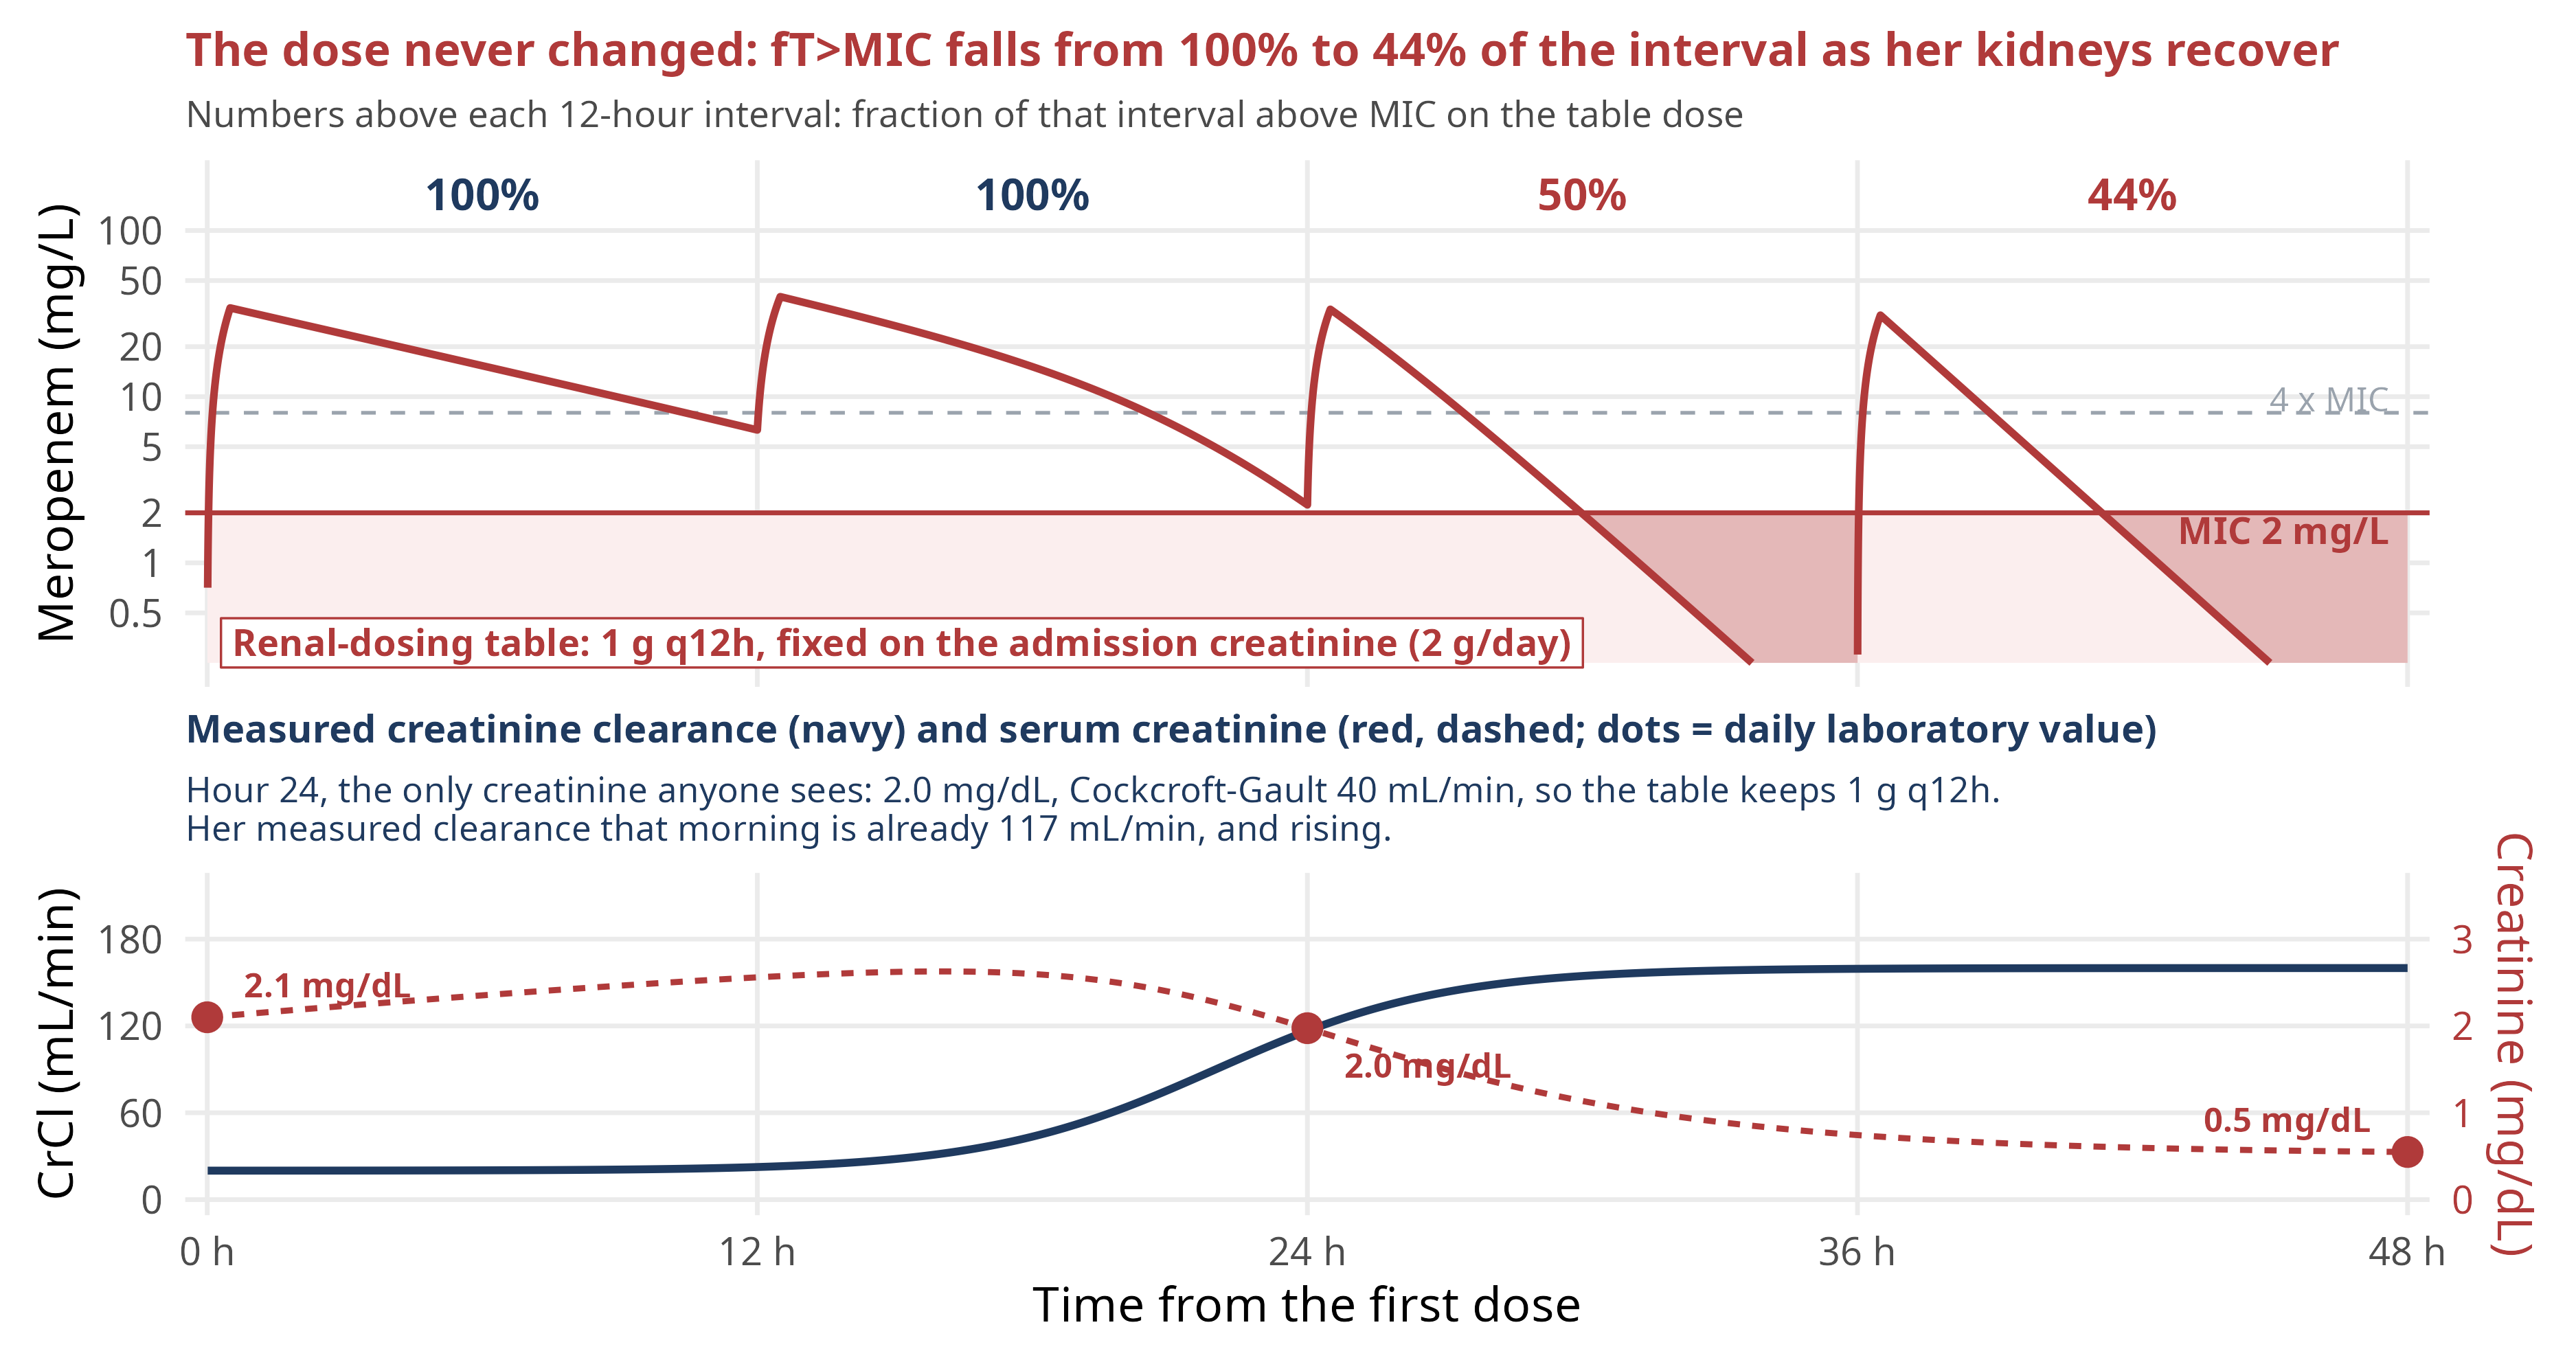 The dose never changed: fT>MIC falls from 100% to 44% of the interval as her kidneys recover
Numbers above each 12-hour interval: fraction of that interval above MIC on the table dose
100%
100%
50%
44%
Meropenem (mg/L)
100
50
20
10
5
2
1
0.5
4 x MIC
MIC 2 mg/L
Renal-dosing table: 1 g q12h, fixed on the admission creatinine (2 g/day)
Measured creatinine clearance (navy) and serum creatinine (red, dashed; dots = daily laboratory value)
Hour 24, the only creatinine anyone sees: 2.0 mg/dL, Cockcroft-Gault 40 mL/min, so the table keeps 1 g q12h.
Her measured clearance that morning is already 117 mL/min, and rising.
CrCl (mL/min)
180
120
60
0
2.1 mg/dL
2.0 mg/dL
0.5 mg/dL
3
2
1
0
Creatinine (mg/dL)
0 h
12 h
24 h
36 h
48 h
Time from the first dose